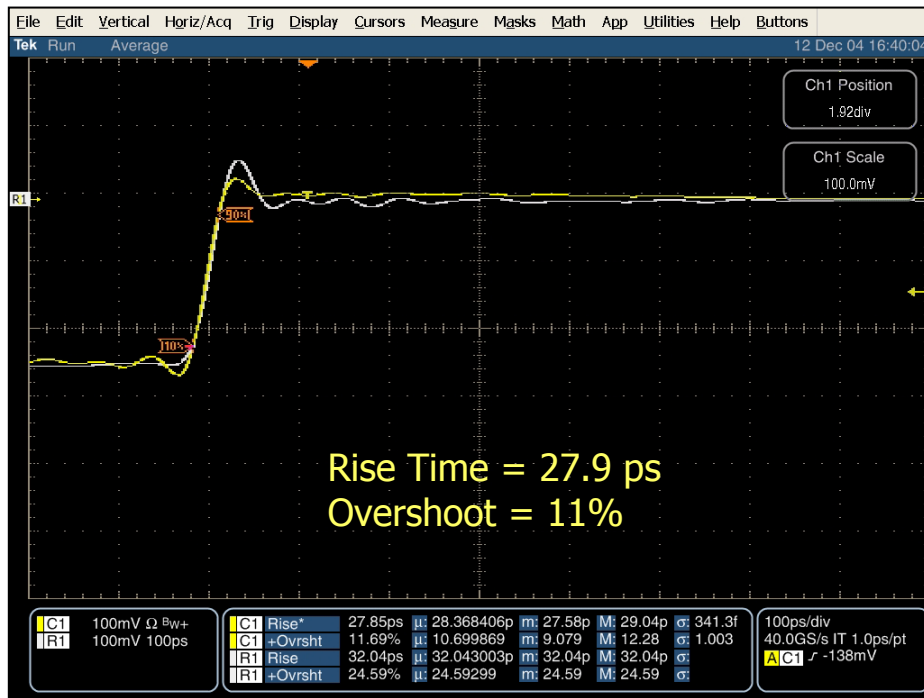 File Edit Vertical Horiz/Acq Trig Display Cursors Measure Masks Math App Utilities Help Buttons
Tek Run Average 12 Dec 04 16:40:04
Ch1 Position
1.92div
Ch1 Scale
100.0mV
R1
90%
10%
Rise Time = 27.9 ps
Overshoot = 11%
C1 100mV Ω BW+
R1 100mV 100ps
C1 Rise* 27.85ps µ: 28.368406p m: 27.58p M: 29.04p σ: 341.3f
C1 +Ovrsht 11.69% µ: 10.699869 m: 9.079 M: 12.28 σ: 1.003
R1 Rise 32.04ps µ: 32.043003p m: 32.04p M: 32.04p σ:
R1 +Ovrsht 24.59% µ: 24.59299 m: 24.59 M: 24.59 σ:
100ps/div
40.0GS/s IT 1.0ps/pt
A C1 ∫ -138mV